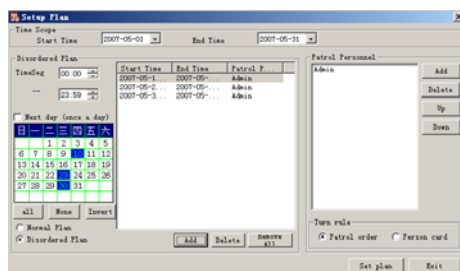 Setup Plan
Time Scope
Start Time 2007-05-01 End Time 2007-05-31
Disordered Plan
TimeSeg 00:00
-- 23:59
Next day (once a day)
日 一 二 三 四 五 六
1 2 3 4 5
6 7 8 9 10 11 12
13 14 15 16 17 18 19
20 21 22 23 24 25 26
27 28 29 30 31
all None Invert
Normal Plan
Disordered Plan
Start Time End Time Patrol P...
2007-05-1... 2007-05-... Admin
2007-05-2... 2007-05-... Admin
2007-05-3... 2007-05-... Admin
Add Delete Remove All
Patrol Personnel
Admin
Add
Delete
Up
Down
Turn rula
Patrol order Person card
Set plan Exit